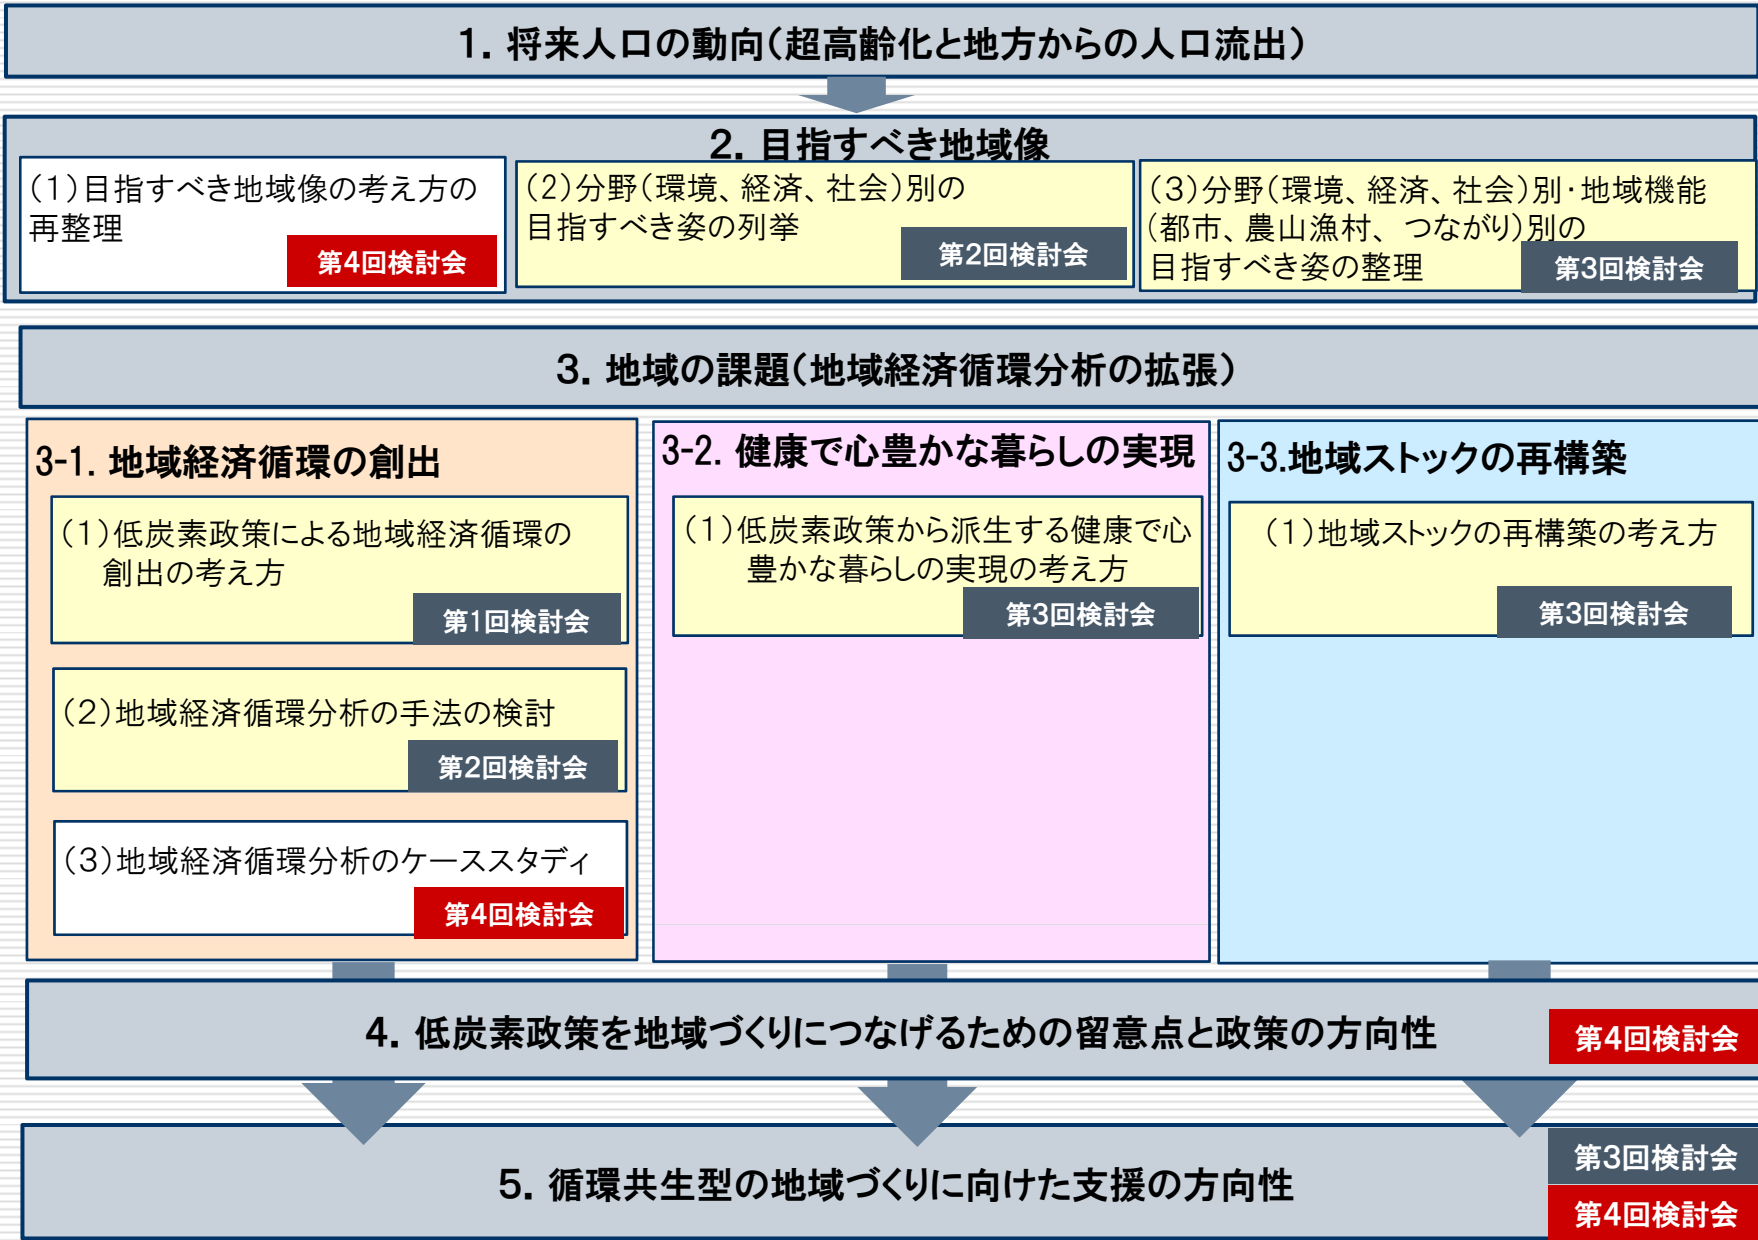 1. 将来人口の動向(超高齢化と地方からの人口流出)
2. 目指すべき地域像
(1)目指すべき地域像の考え方の
再整理
第4回検討会
(2)分野(環境、経済、社会)別の
目指すべき姿の列挙
第2回検討会
(3)分野(環境、経済、社会)別・地域機能
(都市、農山漁村、つながり)別の
目指すべき姿の整理
第3回検討会
3. 地域の課題(地域経済循環分析の拡張)
3-1. 地域経済循環の創出
(1)低炭素政策による地域経済循環の
創出の考え方
第1回検討会
(2)地域経済循環分析の手法の検討
第2回検討会
(3)地域経済循環分析のケーススタディ
第4回検討会
3-2. 健康で心豊かな暮らしの実現
(1)低炭素政策から派生する健康で心
豊かな暮らしの実現の考え方
第3回検討会
3-3.地域ストックの再構築
(1)地域ストックの再構築の考え方
第3回検討会
4. 低炭素政策を地域づくりにつなげるための留意点と政策の方向性
第4回検討会
5. 循環共生型の地域づくりに向けた支援の方向性
第3回検討会
第4回検討会